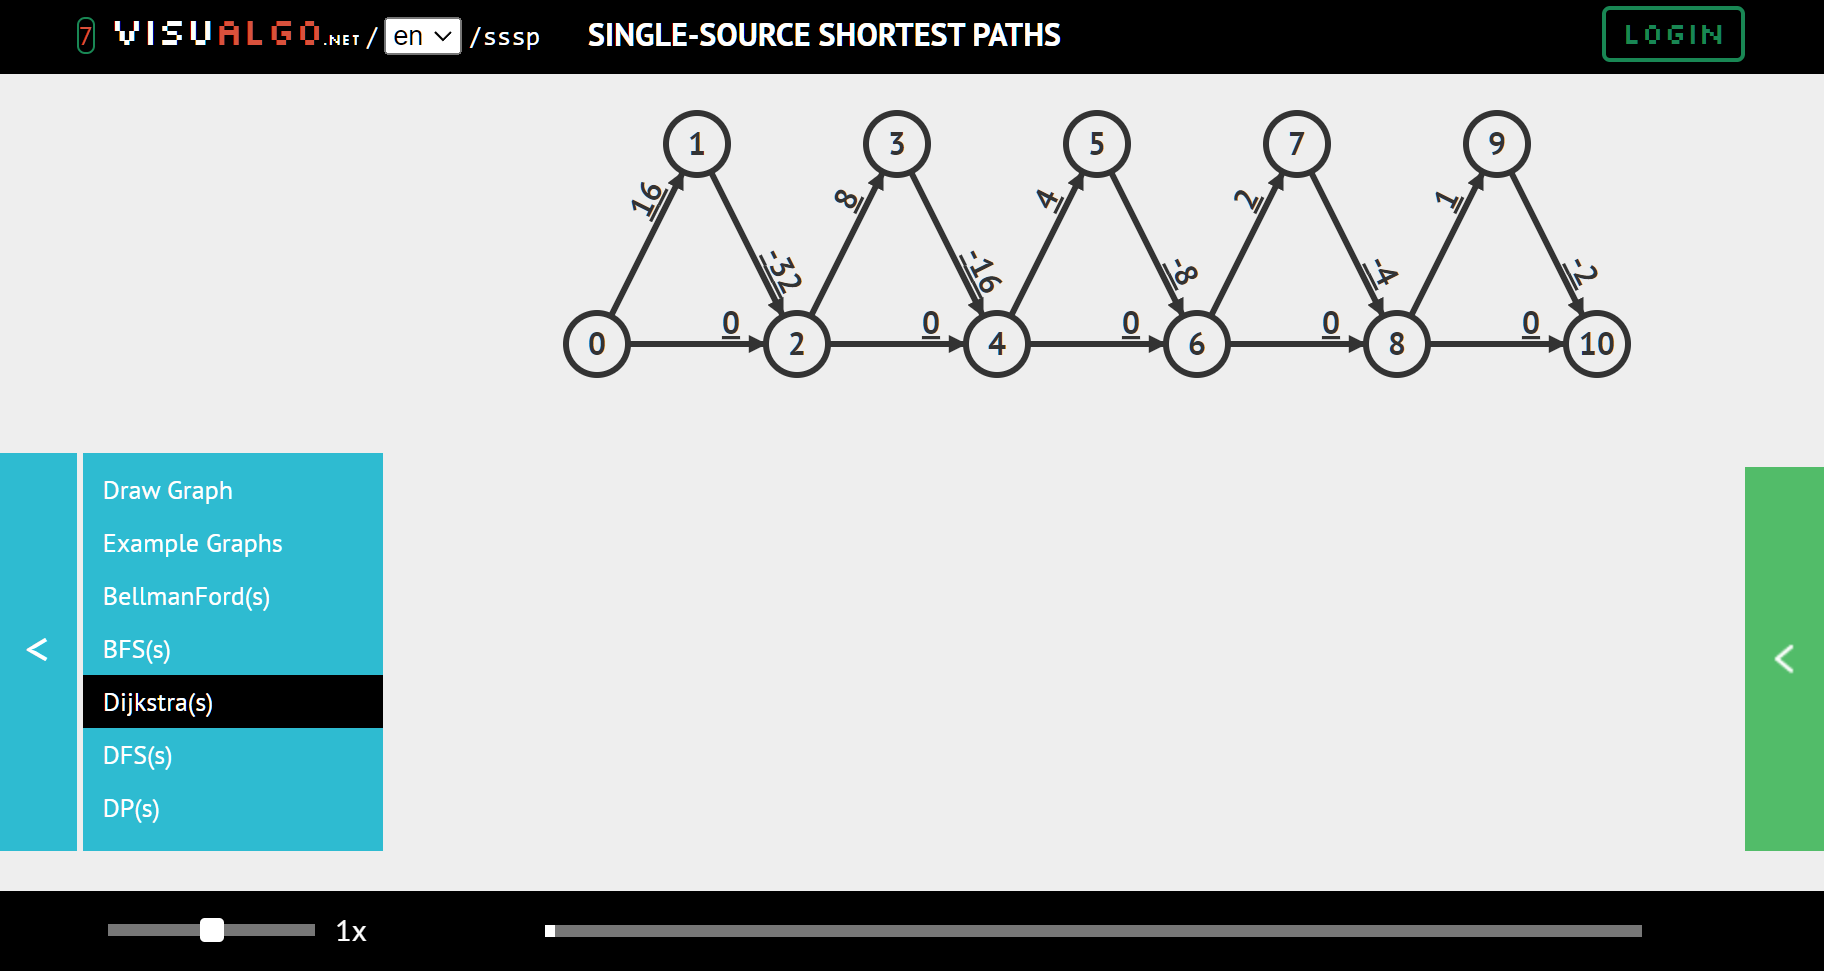 7 VISUALGO.NET / en /sssp SINGLE-SOURCE SHORTEST PATHS LOGIN
1 3 5 7 9
16 8 4 2 1
-32 -16 -8 -4 -2
0 0 0 0 0
0 2 4 6 8 10
Draw Graph
Example Graphs
BellmanFord(s)
BFS(s)
< <
Dijkstra(s)
DFS(s)
DP(s)
1x